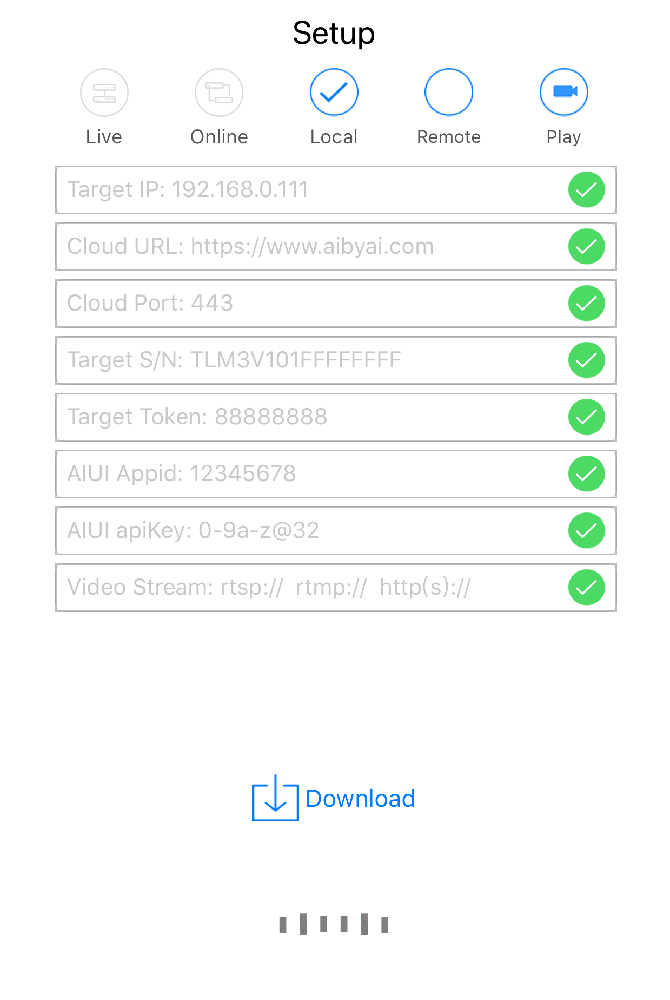 Setup
Live Online Local Remote Play
Target IP: 192.168.0.111
Cloud URL: https://www.aibyai.com
Cloud Port: 443
Target S/N: TLM3V101FFFFFFFF
Target Token: 88888888
AIUI Appid: 12345678
AIUI apiKey: 0-9a-z@32
Video Stream: rtsp://  rtmp://  http(s)://
Download